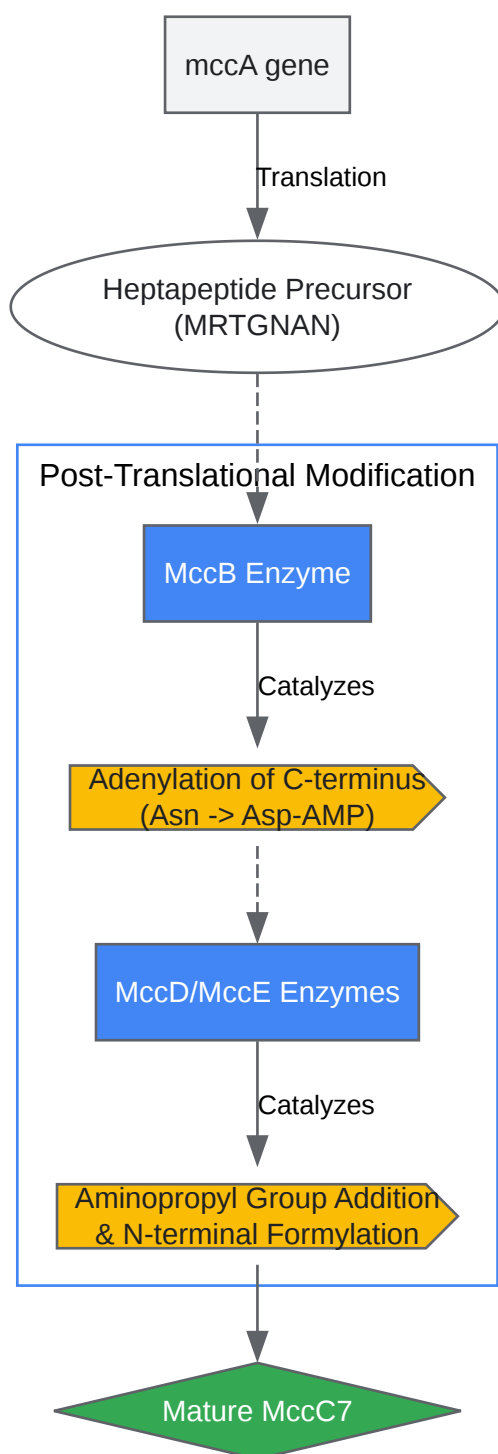 mccA gene
Translation
Heptapeptide Precursor
(MRTGNAN)
Post-Translational Modification
MccB Enzyme
Catalyzes
Adenylation of C-terminus
(Asn -> Asp-AMP)
MccD/MccE Enzymes
Catalyzes
Aminopropyl Group Addition
& N-terminal Formylation
Mature MccC7